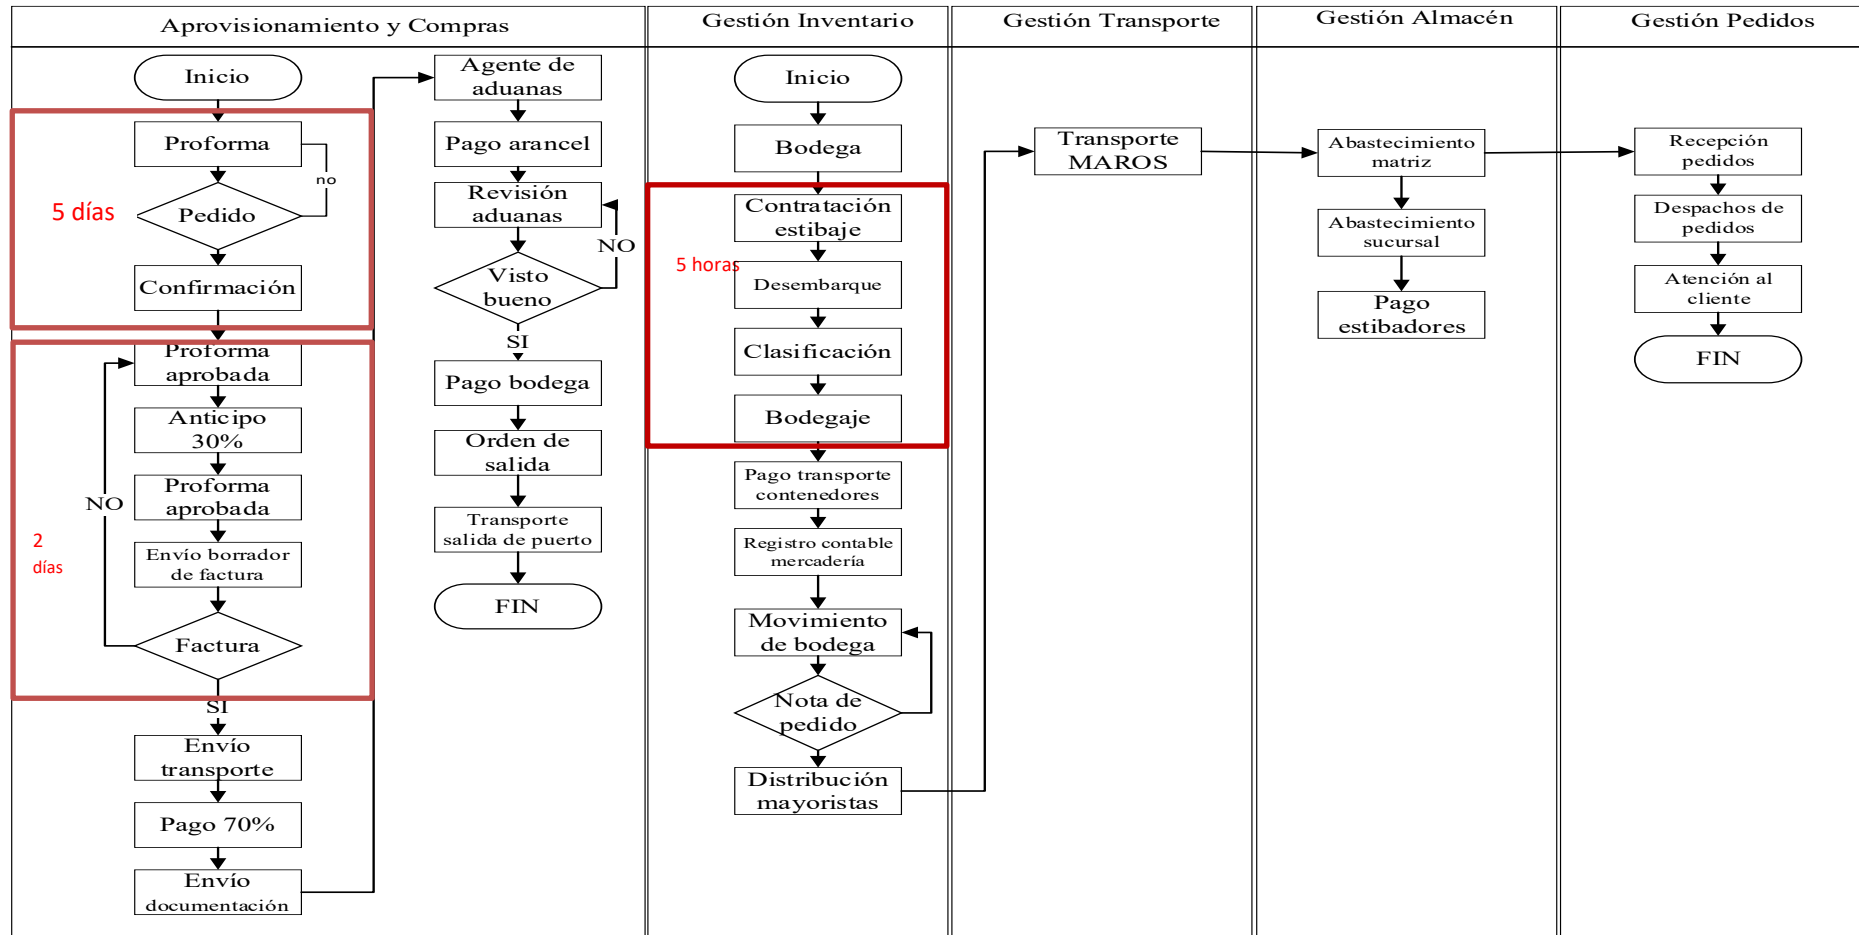 Aprovisionamiento y Compras
Gestión Inventario
Gestión Transporte
Gestión Almacén
Gestión Pedidos
Inicio
Proforma
no
5 días
Pedido
Confirmación
Proforma
aprobada
Anticipo
30%
NO
Proforma
aprobada
2
días
Envío borrador
de factura
Factura
SI
Envío
transporte
Pago 70%
Envío
documentación
Agente de
aduanas
Pago arancel
Revisión
aduanas
NO
Visto
bueno
SI
Pago bodega
Orden de
salida
Transporte
salida de puerto
FIN
Inicio
Bodega
Contratación
estibaje
5 horas
Desembarque
Clasificación
Bodegaje
Pago transporte
contenedores
Registro contable
mercadería
Movimiento
de bodega
Nota de
pedido
Distribución
mayoristas
Transporte
MAROS
Abastecimiento
matriz
Abastecimiento
sucursal
Pago
estibadores
Recepción
pedidos
Despachos de
pedidos
Atención al
cliente
FIN